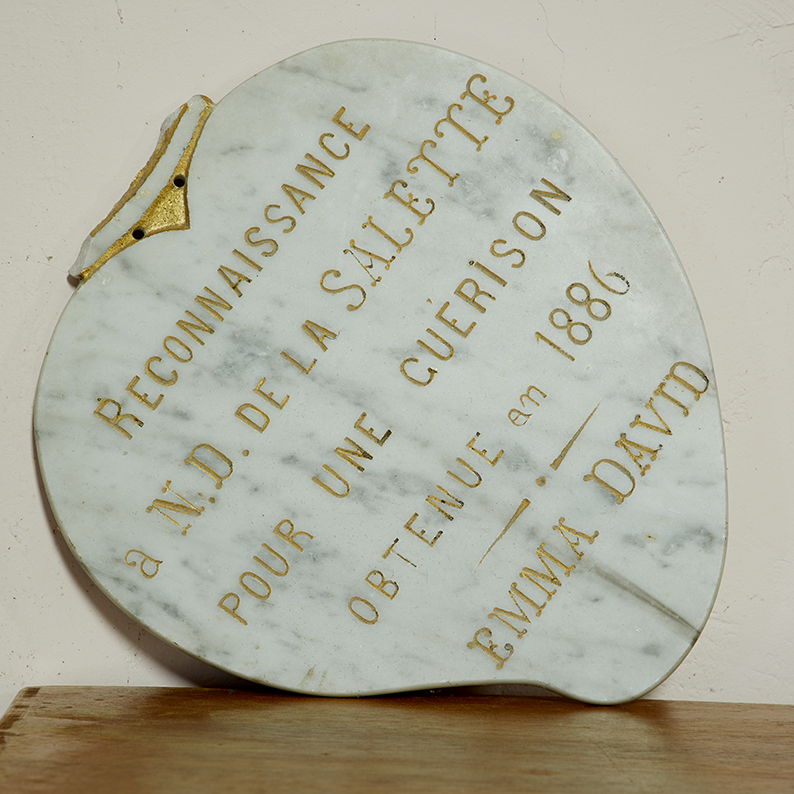 RECONNAISSANCE
a N.D. DE LA SALETTE
POUR UNE GUÉRISON
OBTENUE en 1886
EMMA DAVID